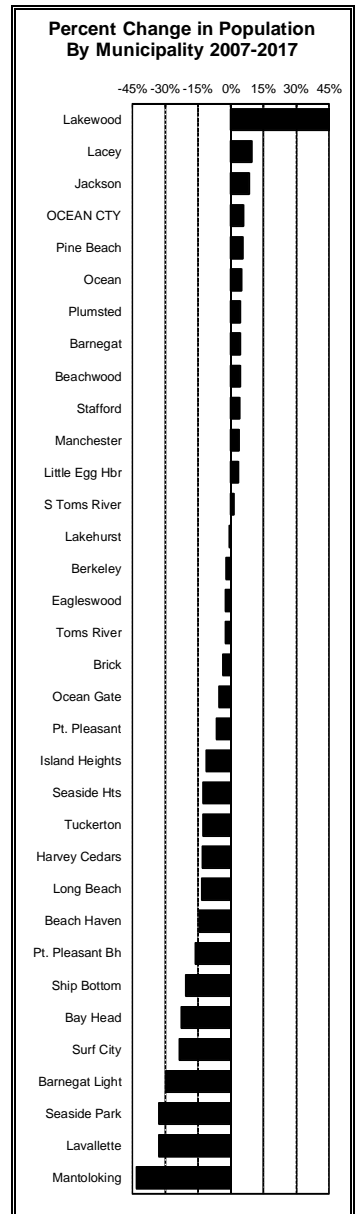 Percent Change in Population
By Municipality 2007-2017
-45% -30% -15% 0% 15% 30% 45%
Lakewood
Lacey
Jackson
OCEAN CTY
Pine Beach
Ocean
Plumsted
Barnegat
Beachwood
Stafford
Manchester
Little Egg Hbr
S Toms River
Lakehurst
Berkeley
Eagleswood
Toms River
Brick
Ocean Gate
Pt. Pleasant
Island Heights
Seaside Hts
Tuckerton
Harvey Cedars
Long Beach
Beach Haven
Pt. Pleasant Bh
Ship Bottom
Bay Head
Surf City
Barnegat Light
Seaside Park
Lavallette
Mantoloking